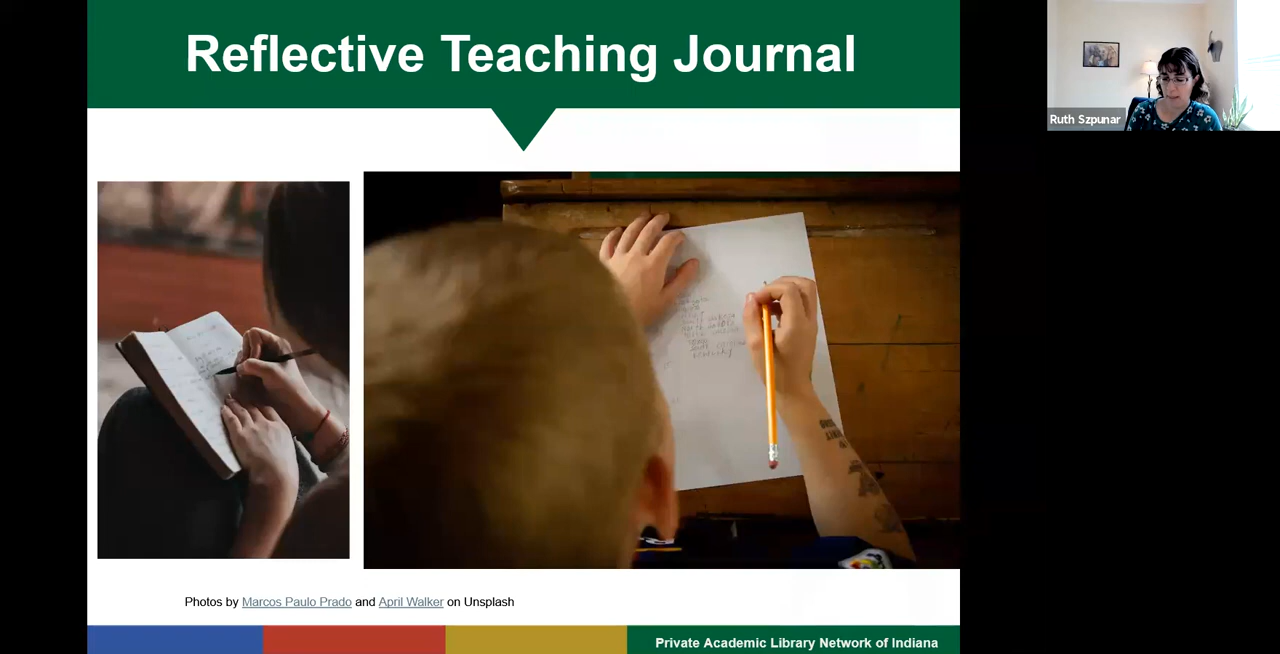 Reflective Teaching Journal
Ruth Szpunar
Photos by Marcos Paulo Prado and April Walker on Unsplash
Private Academic Library Network of Indiana